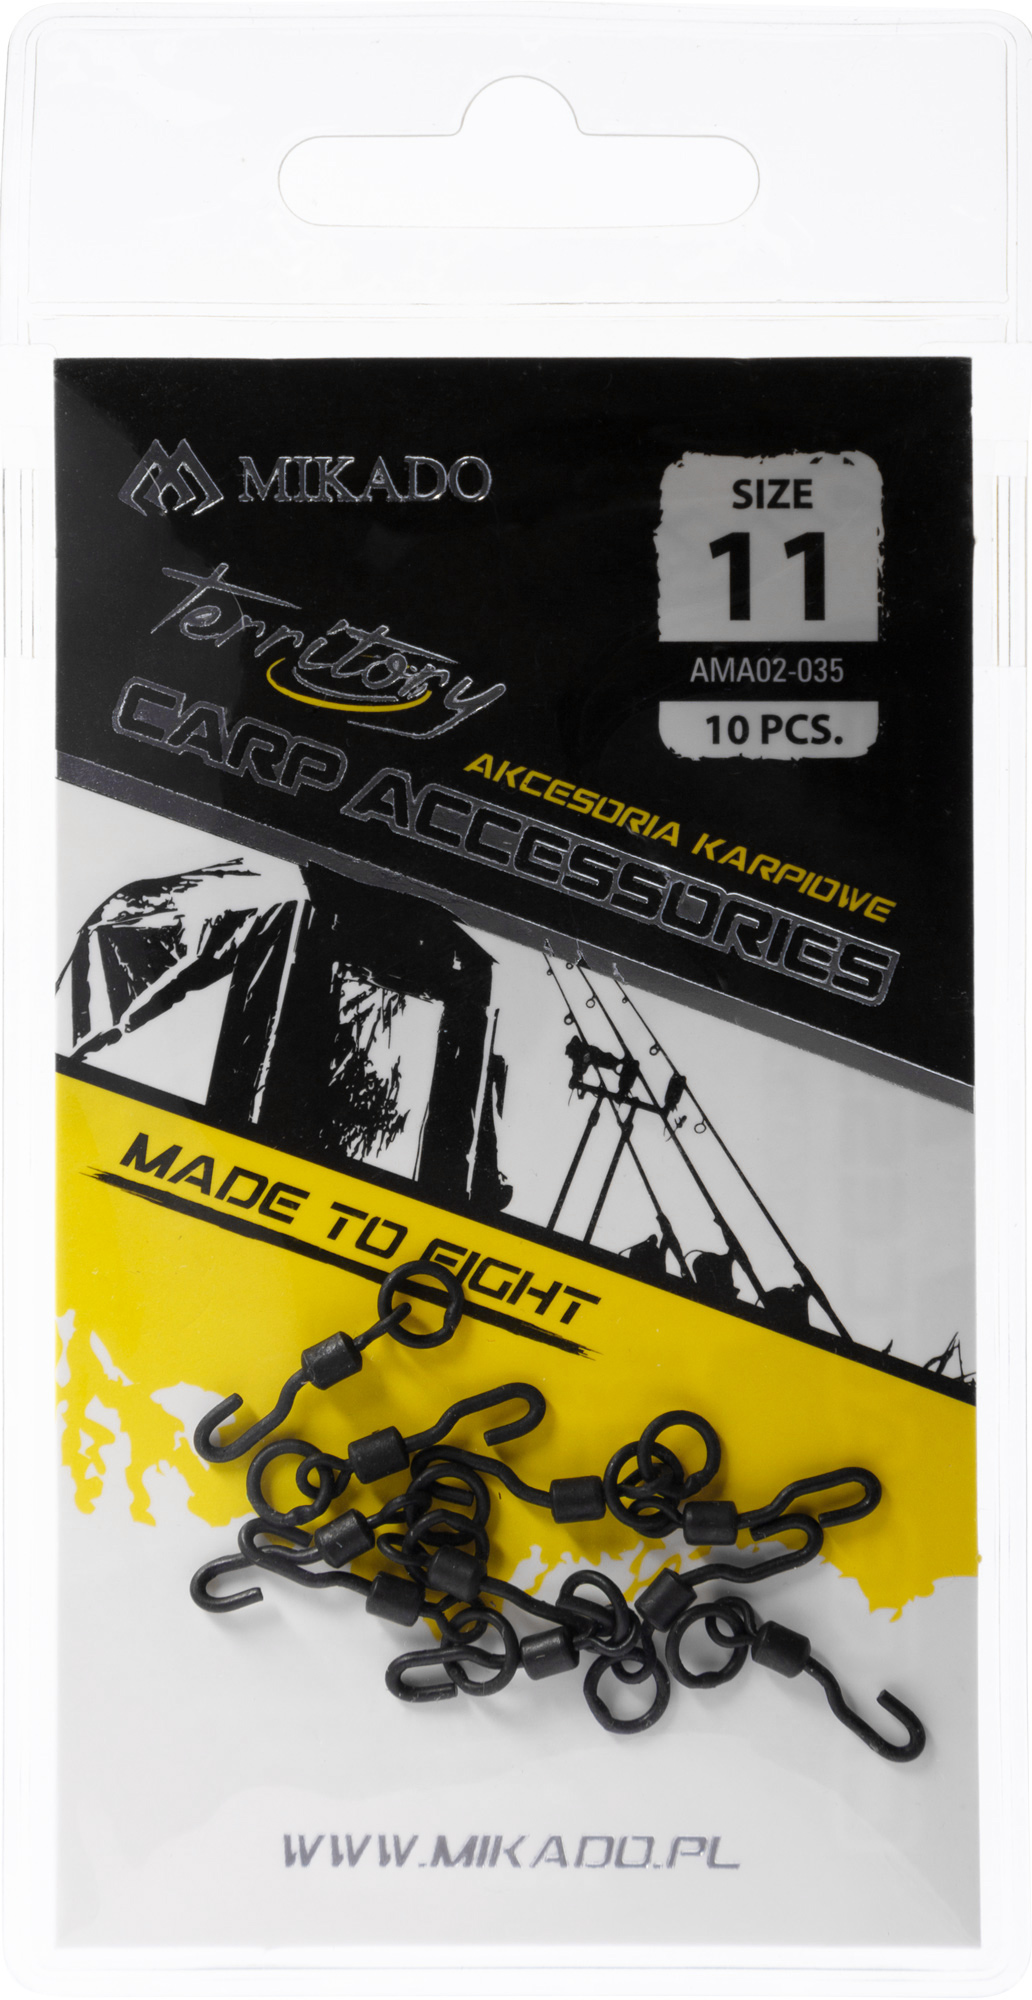 MIKADO
SIZE
11
AMA02-035
10 PCS.
Territory
CARP ACCESSORIES
AKCESORIA KARPIOWE
MADE TO FIGHT
WWW.MIKADO.PL